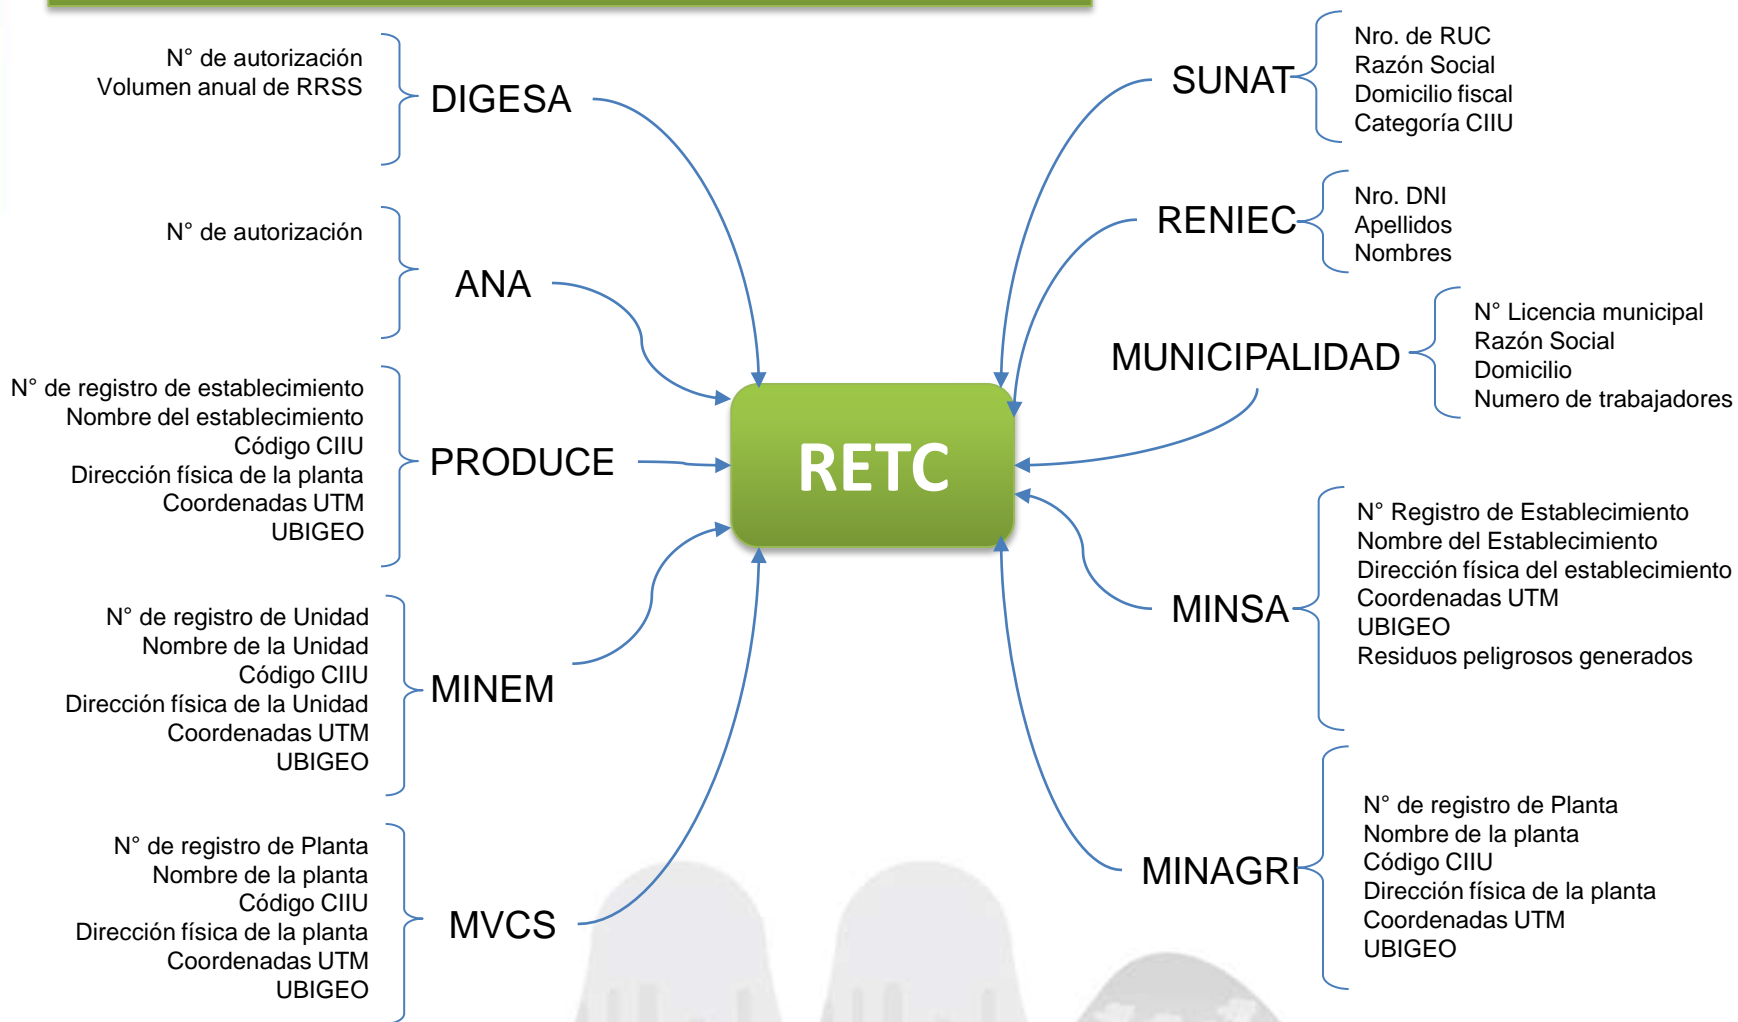 N° de autorización
Volumen anual de RRSS
DIGESA
N° de autorización
ANA
N° de registro de establecimiento
Nombre del establecimiento
Código CIIU
Dirección física de la planta
Coordenadas UTM
UBIGEO
PRODUCE
N° de registro de Unidad
Nombre de la Unidad
Código CIIU
Dirección física de la Unidad
Coordenadas UTM
UBIGEO
MINEM
N° de registro de Planta
Nombre de la planta
Código CIIU
Dirección física de la planta
Coordenadas UTM
UBIGEO
MVCS
RETC
SUNAT
Nro. de RUC
Razón Social
Domicilio fiscal
Categoría CIIU
RENIEC
Nro. DNI
Apellidos
Nombres
MUNICIPALIDAD
N° Licencia municipal
Razón Social
Domicilio
Numero de trabajadores
MINSA
N° Registro de Establecimiento
Nombre del Establecimiento
Dirección física del establecimiento
Coordenadas UTM
UBIGEO
Residuos peligrosos generados
MINAGRI
N° de registro de Planta
Nombre de la planta
Código CIIU
Dirección física de la planta
Coordenadas UTM
UBIGEO